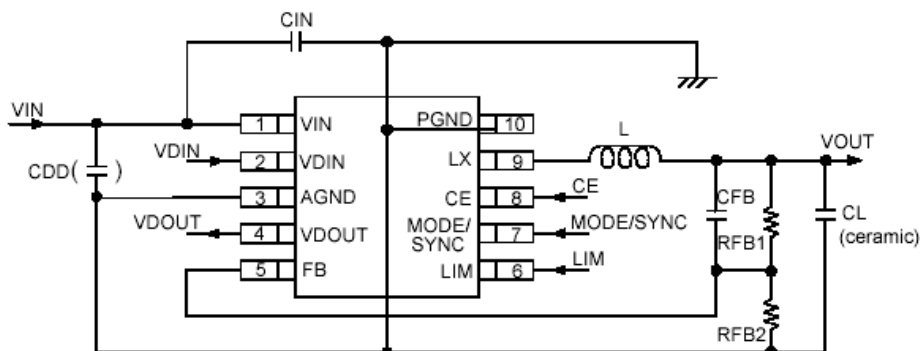 CIN
VIN
1 VIN
PGND 10
L
VOUT
VDIN
2 VDIN
LX 9
CDD( )
3 AGND
CE 8
CE
CFB
CL
(ceramic)
VDOUT
4 VDOUT
MODE/
SYNC
7
MODE/SYNC
RFB1
5 FB
LIM 6
LIM
RFB2